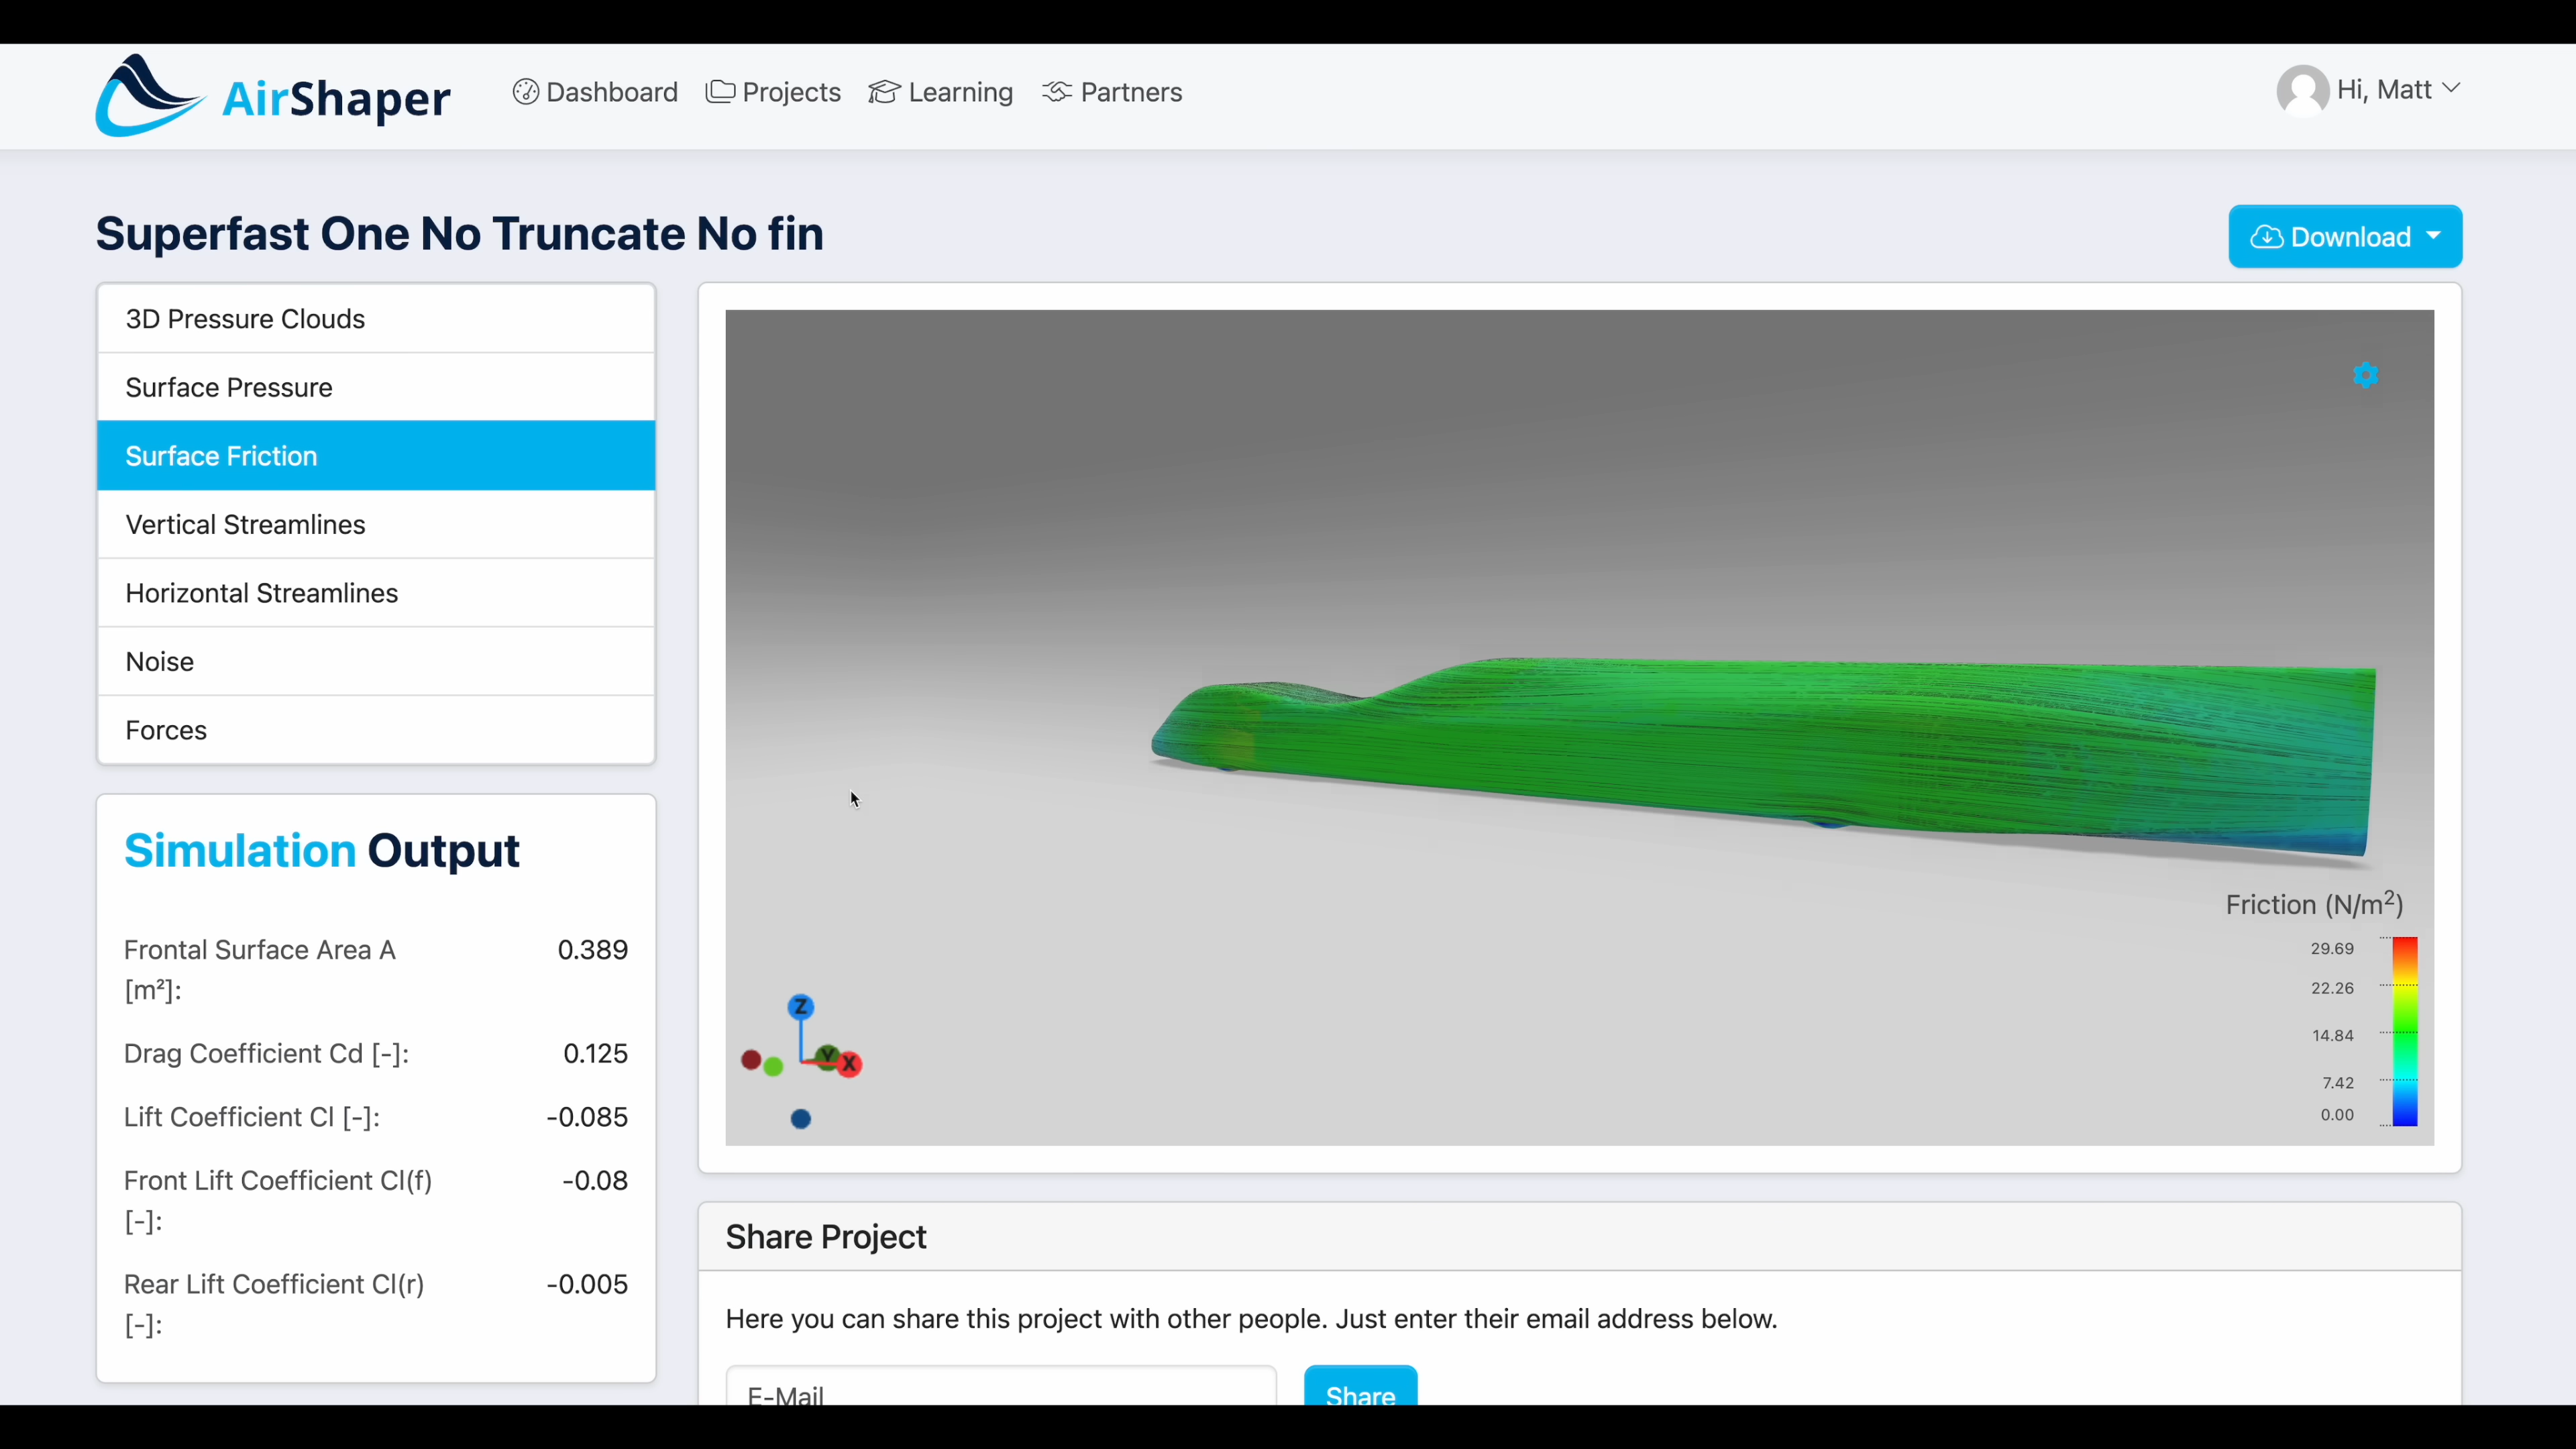 AirShaper
Dashboard
Projects
Learning
Partners
Hi, Matt
Superfast One No Truncate No fin
Download
3D Pressure Clouds
Surface Pressure
Surface Friction
Vertical Streamlines
Horizontal Streamlines
Noise
Forces
Simulation Output
Frontal Surface Area A 0.389
[m²]:
Drag Coefficient Cd [-]: 0.125
Lift Coefficient Cl [-]: -0.085
Front Lift Coefficient Cl(f) -0.08
[-]:
Rear Lift Coefficient Cl(r) -0.005
[-]:
Friction (N/m²)
29.69
22.26
14.84
7.42
0.00
Z
Y
X
Share Project
Here you can share this project with other people. Just enter their email address below.
E-Mail
Share